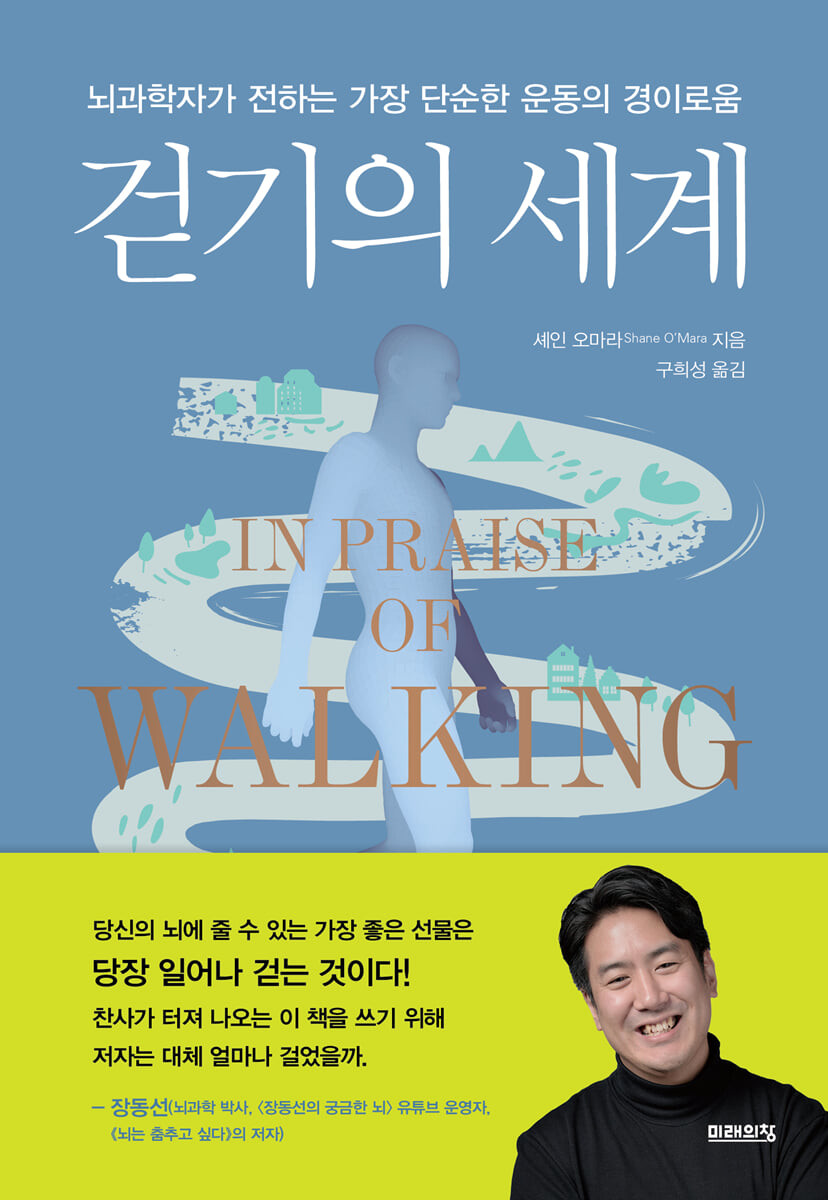 뇌과학자가 전하는 가장 단순한 운동의 경이로움
걷기의 세계
셰인 오마라 Shane O'Mara 지음
구희성 옮김
IN PRAISE
OF
WALKING
당신의 뇌에 줄 수 있는 가장 좋은 선물은
당장 일어나 걷는 것이다!
찬사가 터져 나오는 이 책을 쓰기 위해
저자는 대체 얼마나 걸었을까.
– 장동선(뇌과학 박사, 〈장동선의 궁금한 뇌〉 유튜브 운영자,
《뇌는 춤추고 싶다》의 저자)
미래의창